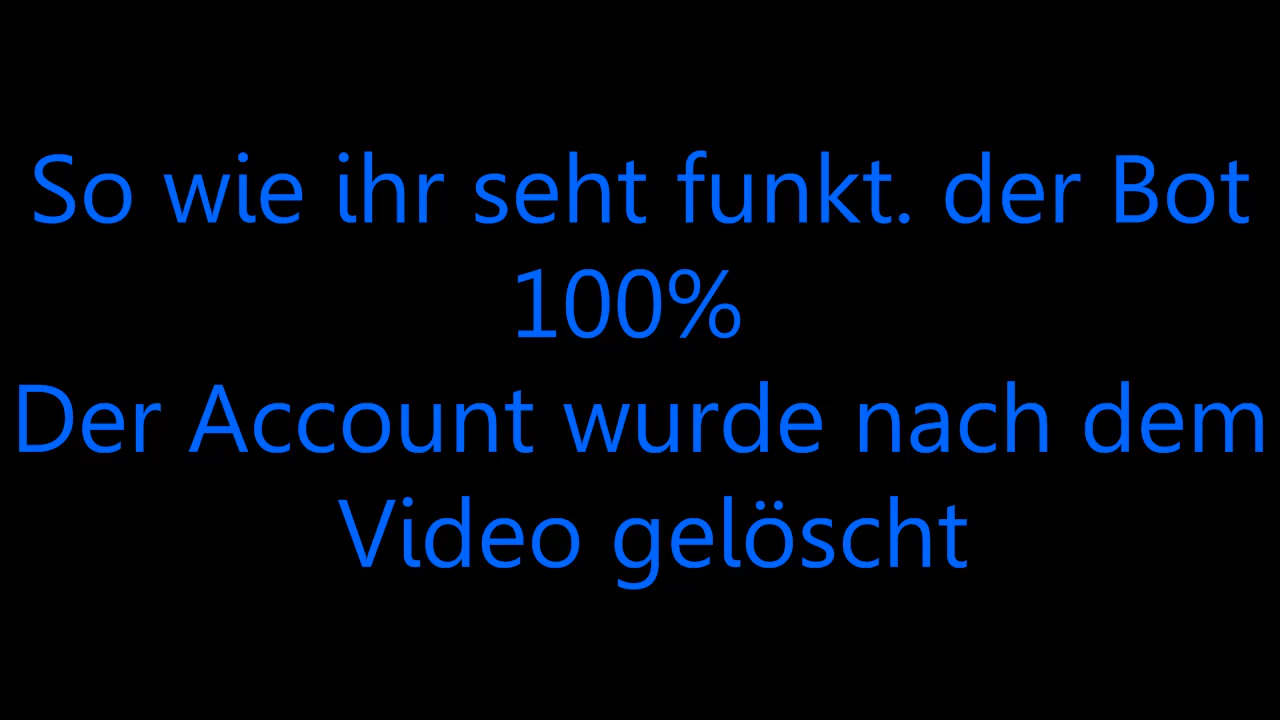 So wie ihr seht funkt. der Bot
100%
Der Account wurde nach dem
Video gelöscht